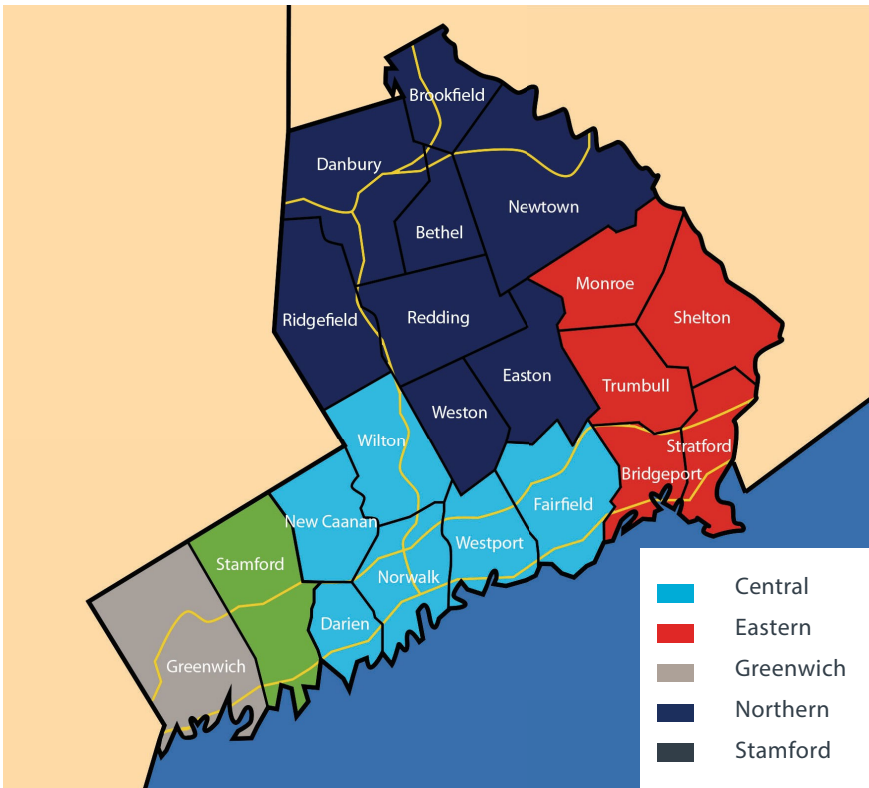 Brookfield
Danbury
Newtown
Bethel
Monroe
Ridgefield
Redding
Shelton
Easton
Trumbull
Weston
Wilton
Stratford
Bridgeport
Fairfield
New Caanan
Westport
Stamford
Norwalk
Darien
Greenwich
Central
Eastern
Greenwich
Northern
Stamford